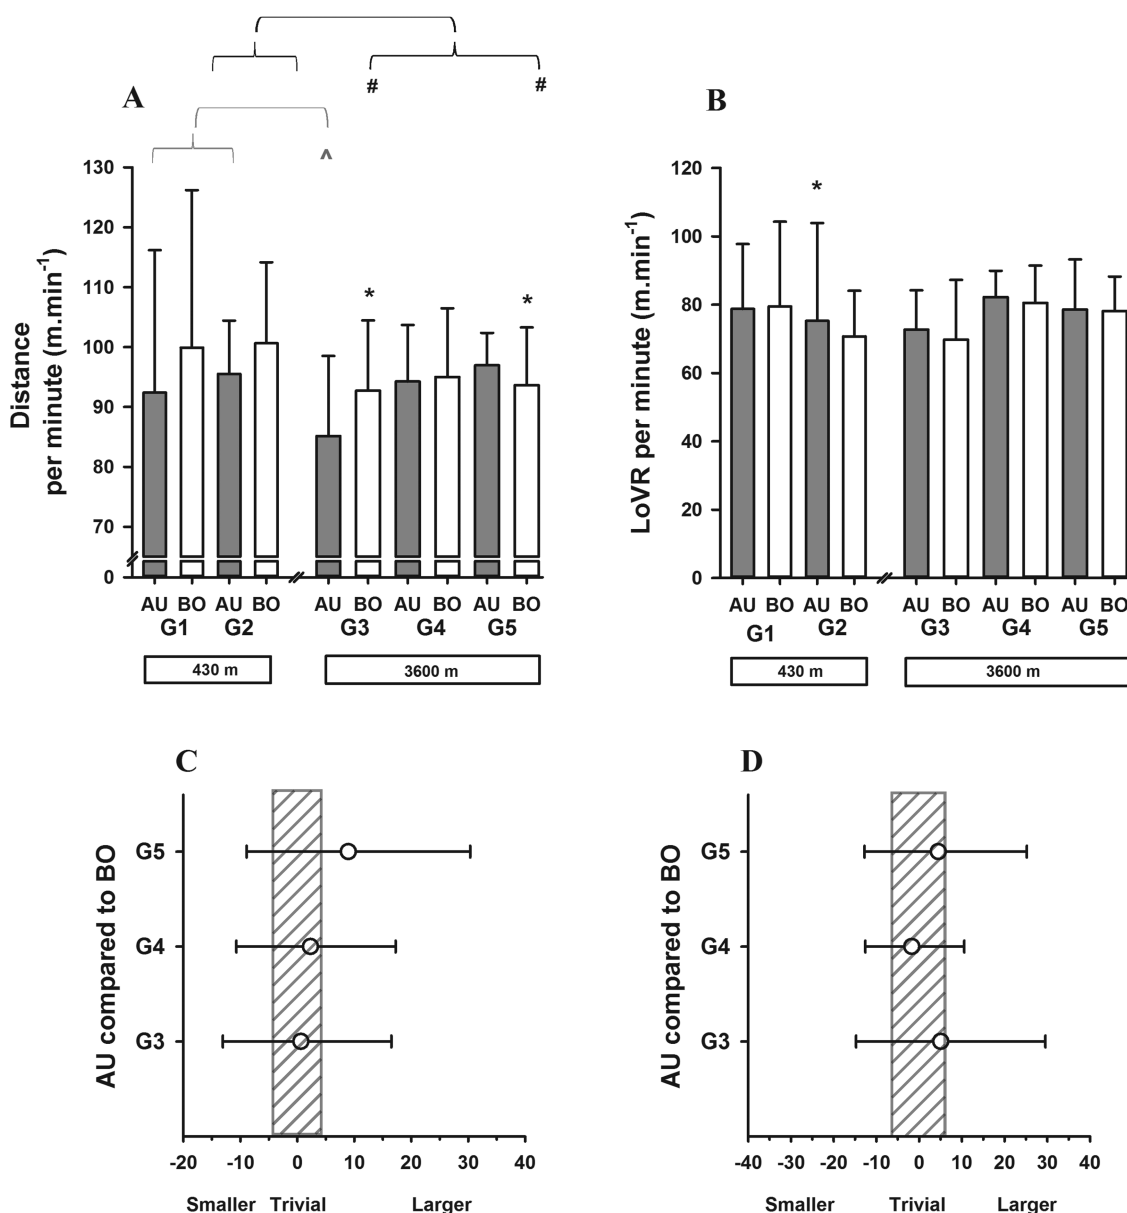 # #
A B
^
130
120
110
100
90
80
70
0
Distance
per minute (m.min-1)
* *
AU BO AU BO AU BO AU BO AU BO
G1 G2 G3 G4 G5
430 m 3600 m
120
100
80
60
40
20
0
LoVR per minute (m.min-1)
*
AU BO AU BO AU BO AU BO AU BO
G1 G2 G3 G4 G5
430 m 3600 m
C
AU compared to BO
G5
G4
G3
-20 -10 0 10 20 30 40
Smaller Trivial Larger
D
AU compared to BO
G5
G4
G3
-40 -30 -20 -10 0 10 20 30 40
Smaller Trivial Larger